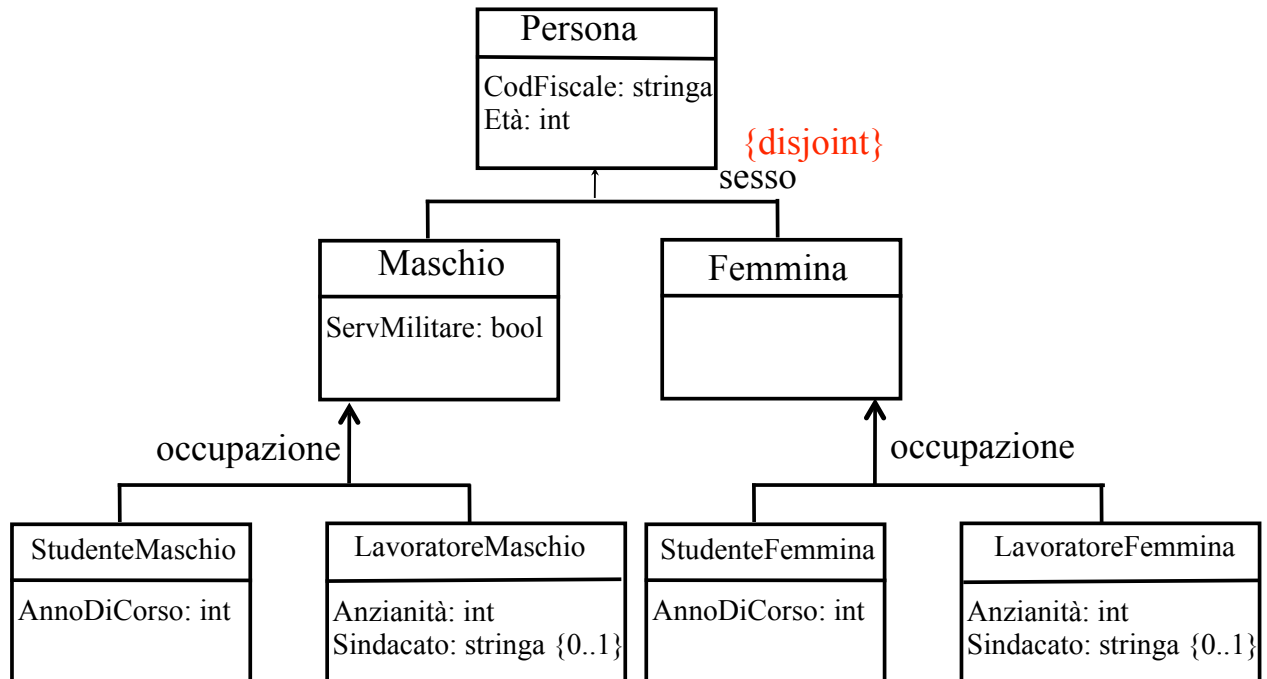 Persona
CodFiscale: stringa
Età: int
{disjoint}
sesso
Maschio
ServMilitare: bool
Femmina
occupazione
occupazione
StudenteMaschio
AnnoDiCorso: int
LavoratoreMaschio
Anzianità: int
Sindacato: stringa {0..1}
StudenteFemmina
AnnoDiCorso: int
LavoratoreFemmina
Anzianità: int
Sindacato: stringa {0..1}